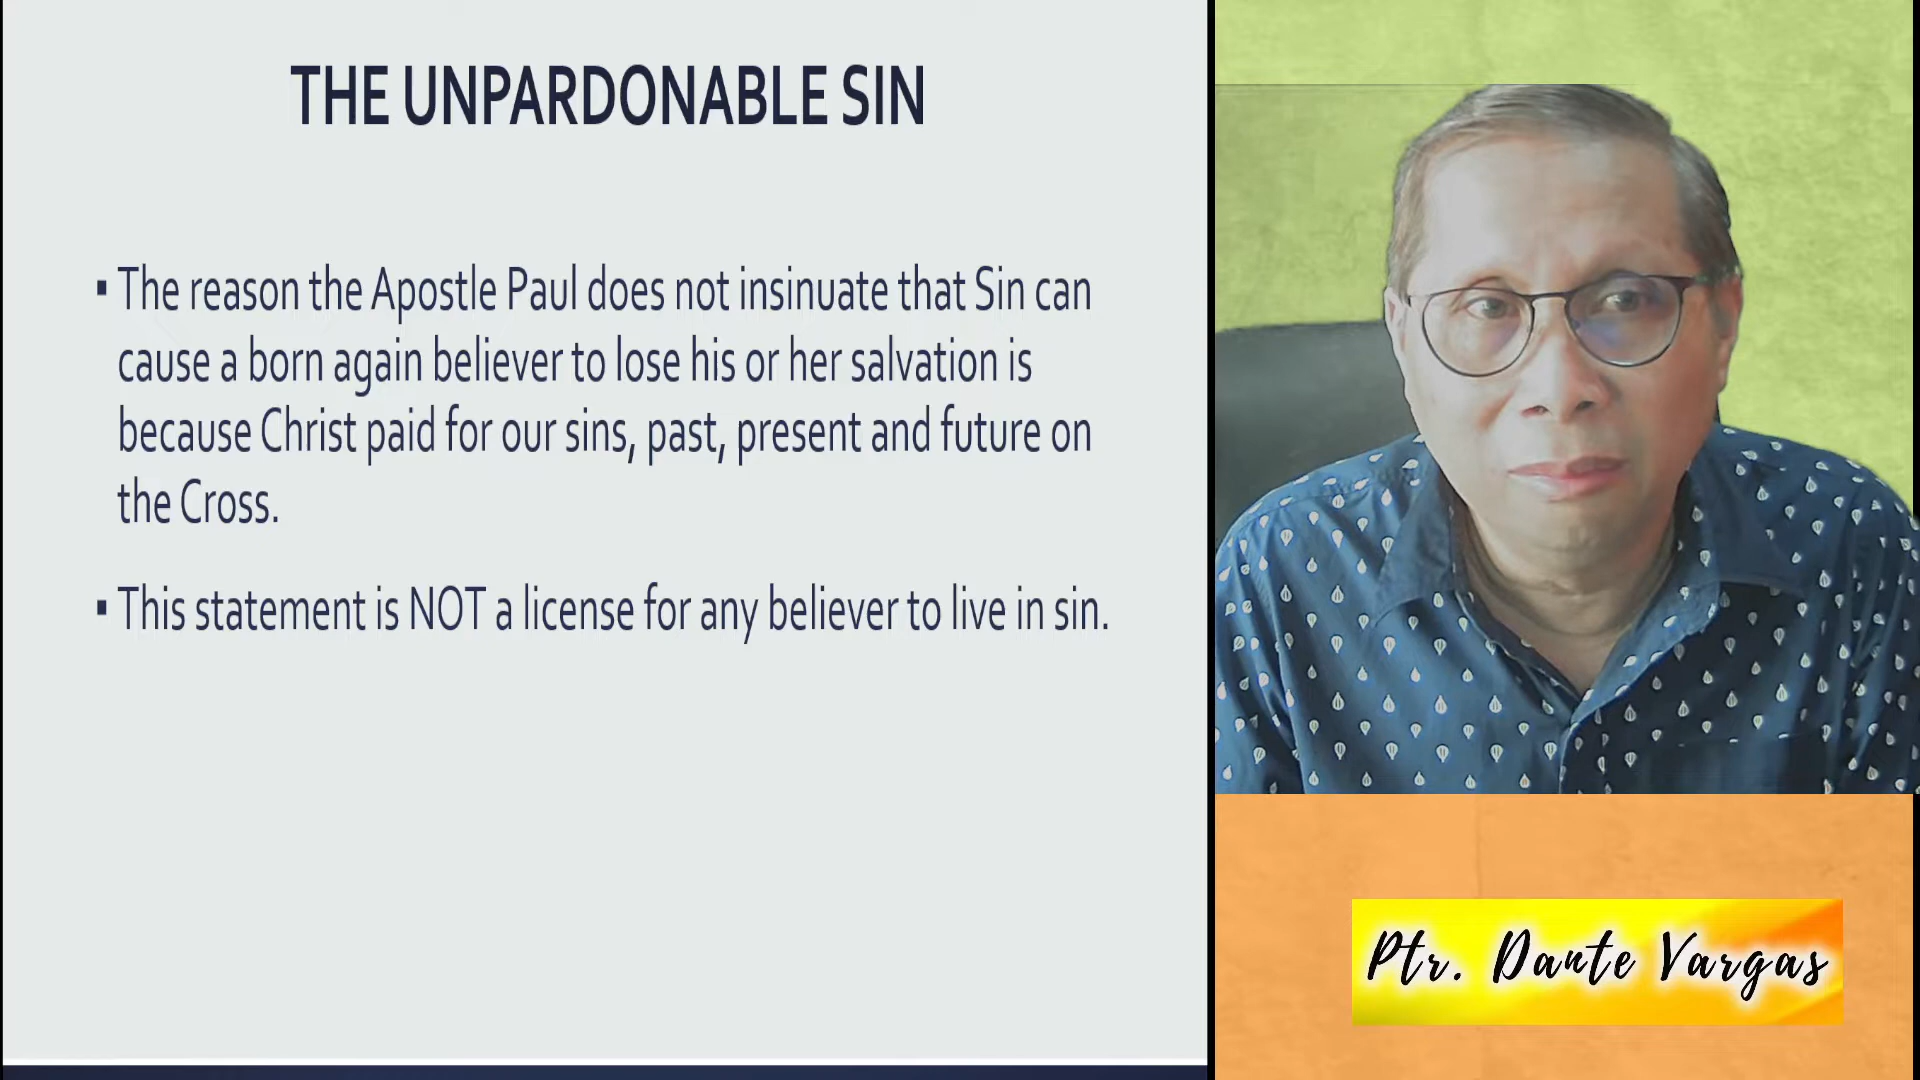 THE UNPARDONABLE SIN
▪ The reason the Apostle Paul does not insinuate that Sin can
cause a born again believer to lose his or her salvation is
because Christ paid for our sins, past, present and future on
the Cross.
▪ This statement is NOT a license for any believer to live in sin.
Ptr. Dante Vargas